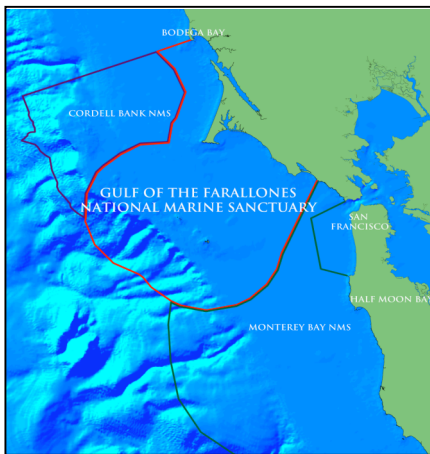 BODEGA BAY
CORDELL BANK NMS
GULF OF THE FARALLONES
NATIONAL MARINE SANCTUARY
SAN
FRANCISCO
HALF MOON BAY
MONTEREY BAY NMS